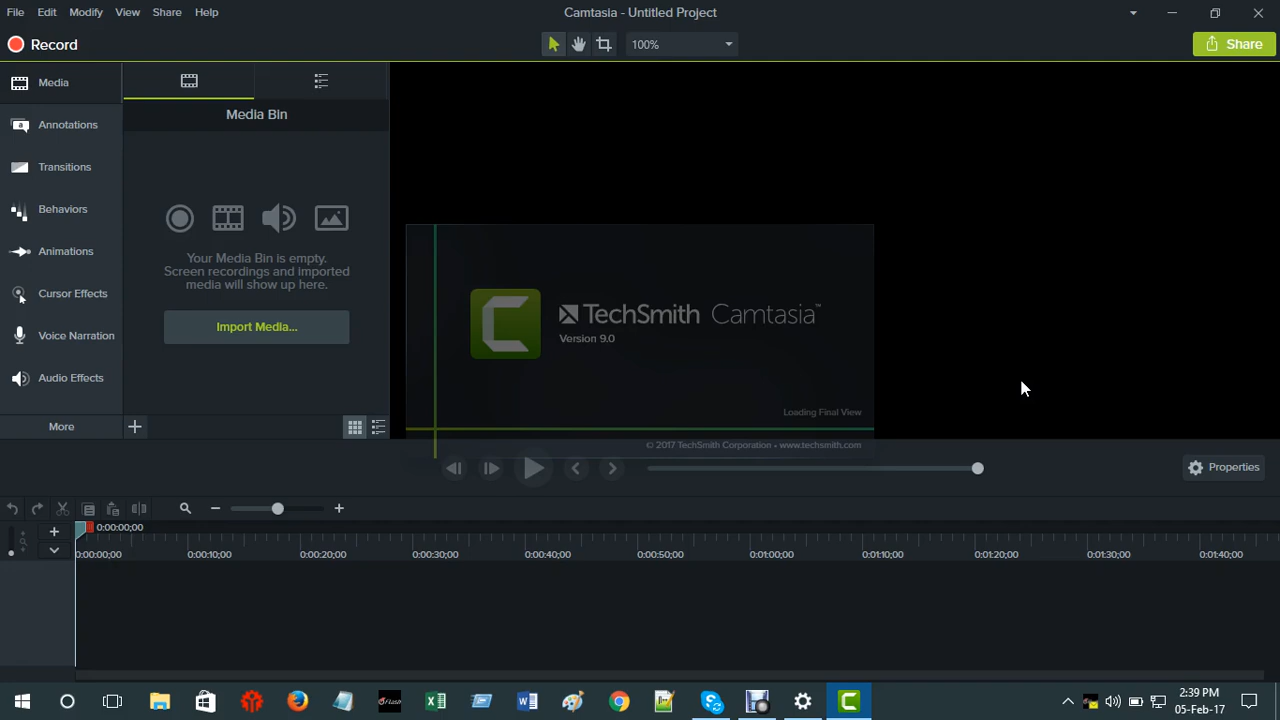 File Edit Modify View Share Help
Camtasia - Untitled Project
Record
100%
Share
Media
Annotations
Transitions
Behaviors
Animations
Cursor Effects
Voice Narration
Audio Effects
More
Media Bin
Your Media Bin is empty.
Screen recordings and imported
media will show up here.
Import Media...
TechSmith Camtasia™
Version 9.0
Loading Final View
© 2017 TechSmith Corporation • www.techsmith.com
Properties
0:00:00;00
0:00:00;00 0:00:10;00 0:00:20;00 0:00:30;00 0:00:40;00 0:00:50;00 0:01:00;00 0:01:10;00 0:01:20;00 0:01:30;00 0:01:40;00
2:39 PM
05-Feb-17